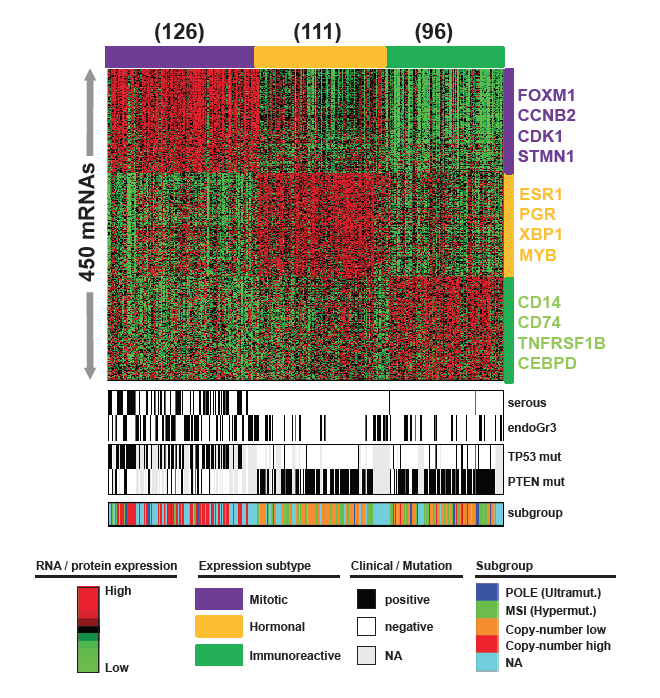 (126) (111) (96)
450 mRNAs
FOXM1
CCNB2
CDK1
STMN1
ESR1
PGR
XBP1
MYB
CD14
CD74
TNFRSF1B
CEBPD
serous
endoGr3
TP53 mut
PTEN mut
subgroup
RNA / protein expression
High
Low
Expression subtype
Mitotic
Hormonal
Immunoreactive
Clinical / Mutation
positive
negative
NA
Subgroup
POLE (Ultramut.)
MSI (Hypermut.)
Copy-number low
Copy-number high
NA